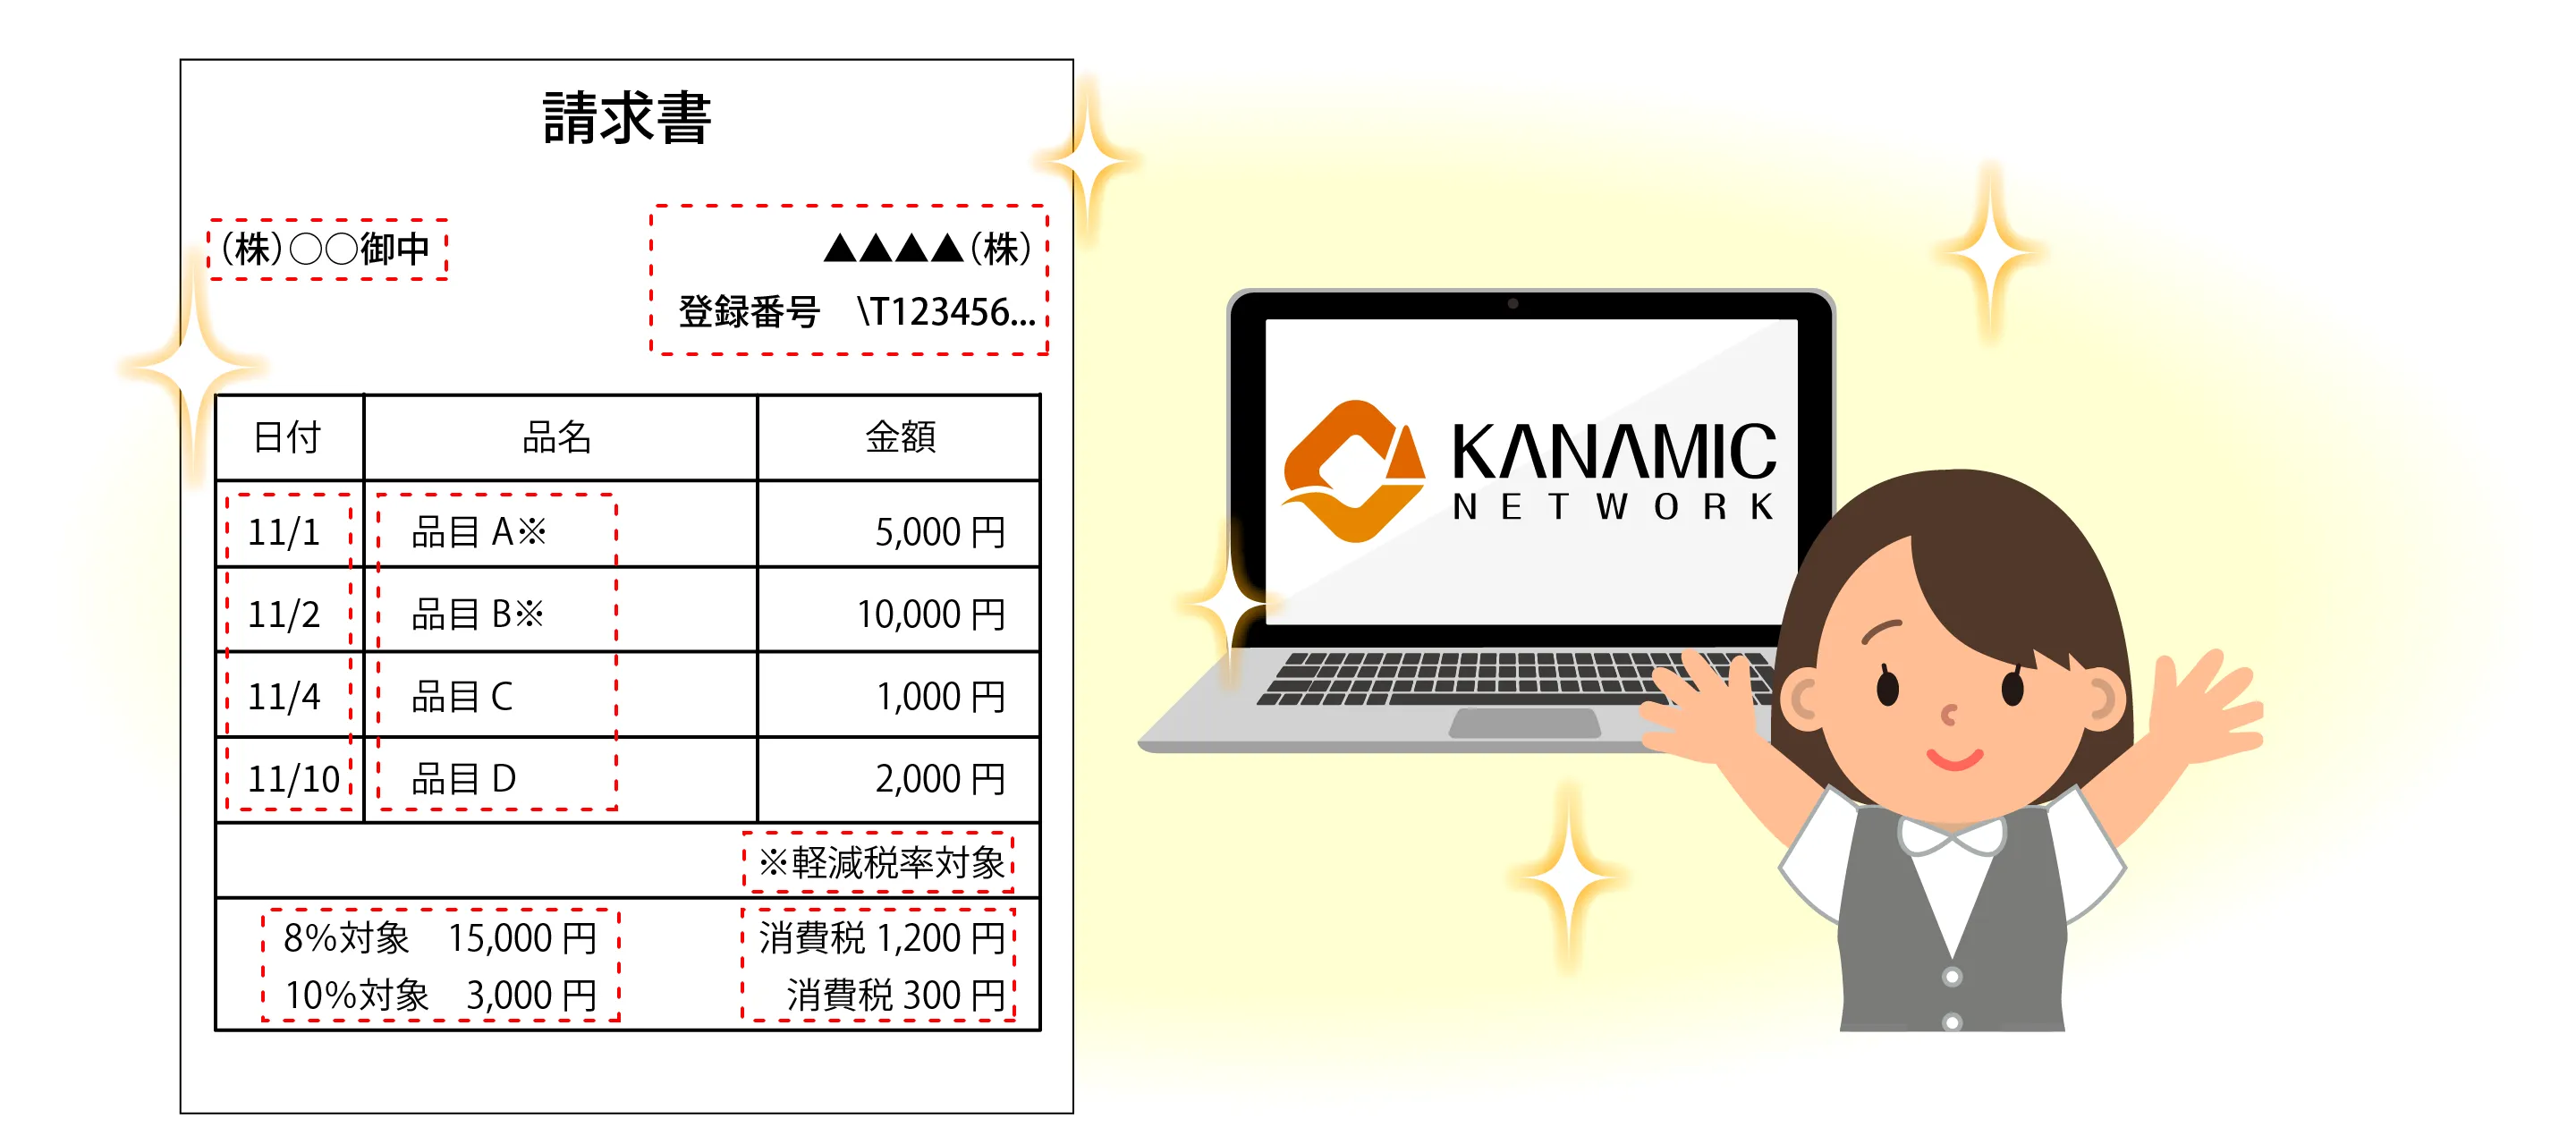 請求書
（株）○○御中
▲▲▲▲（株）
登録番号　\T123456...
日付 品名 金額
11/1 品目 A※ 5,000 円
11/2 品目 B※ 10,000 円
11/4 品目 C 1,000 円
11/10 品目 D 2,000 円
※軽減税率対象
8%対象　15,000 円 消費税 1,200 円
10%対象　3,000 円 消費税 300 円
KANAMIC
NETWORK